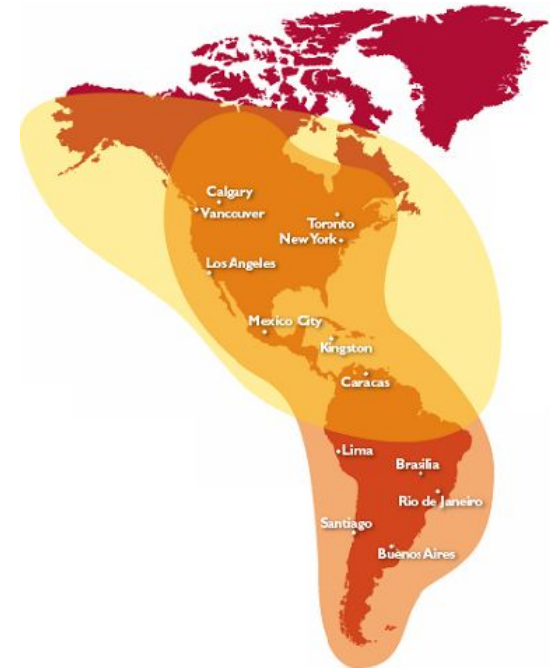 Calgary
Vancouver
Toronto
New York
Los Angeles
Mexico City
Kingston
Caracas
Lima
Brasilia
Rio de Janeiro
Santiago
Buenos Aires